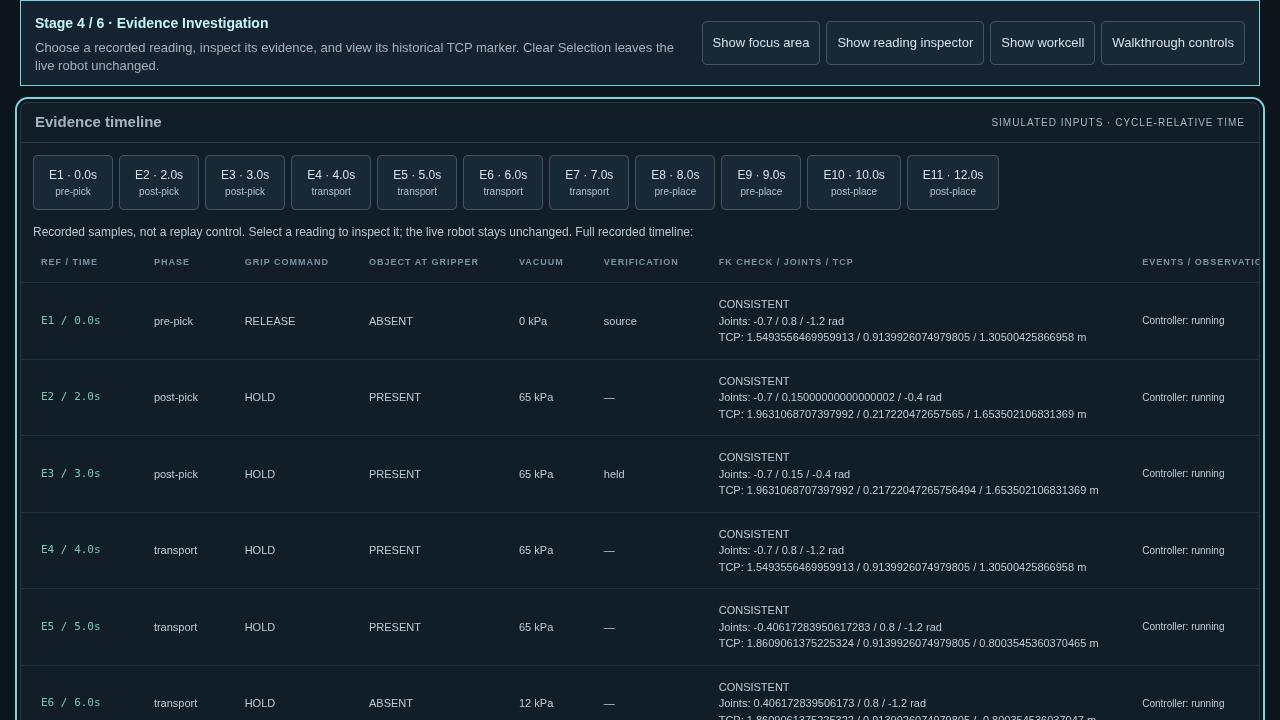 Stage 4 / 6 · Evidence Investigation
Choose a recorded reading, inspect its evidence, and view its historical TCP marker. Clear Selection leaves the
live robot unchanged.
Show focus area
Show reading inspector
Show workcell
Walkthrough controls
Evidence timeline
SIMULATED INPUTS · CYCLE-RELATIVE TIME
E1 · 0.0s
pre-pick
E2 · 2.0s
post-pick
E3 · 3.0s
post-pick
E4 · 4.0s
transport
E5 · 5.0s
transport
E6 · 6.0s
transport
E7 · 7.0s
transport
E8 · 8.0s
pre-place
E9 · 9.0s
pre-place
E10 · 10.0s
post-place
E11 · 12.0s
post-place
Recorded samples, not a replay control. Select a reading to inspect it; the live robot stays unchanged. Full recorded timeline:
REF / TIME PHASE GRIP COMMAND OBJECT AT GRIPPER VACUUM VERIFICATION FK CHECK / JOINTS / TCP EVENTS /
E1 / 0.0s pre-pick RELEASE ABSENT 0 kPa source
CONSISTENT
Joints: -0.7 / 0.8 / -1.2 rad
TCP: 1.5493556469959913 / 0.9139926074979805 / 1.30500425866958 m
Controller: running
E2 / 2.0s post-pick HOLD PRESENT 65 kPa —
CONSISTENT
Joints: -0.7 / 0.15000000000000002 / -0.4 rad
TCP: 1.9631068707397992 / 0.217220472657565 / 1.653502106831369 m
Controller: running
E3 / 3.0s post-pick HOLD PRESENT 65 kPa held
CONSISTENT
Joints: -0.7 / 0.15 / -0.4 rad
TCP: 1.9631068707397992 / 0.21722047265756494 / 1.653502106831369 m
Controller: running
E4 / 4.0s transport HOLD PRESENT 65 kPa —
CONSISTENT
Joints: -0.7 / 0.8 / -1.2 rad
TCP: 1.5493556469959913 / 0.9139926074979805 / 1.30500425866958 m
Controller: running
E5 / 5.0s transport HOLD PRESENT 65 kPa —
CONSISTENT
Joints: -0.40617283950617283 / 0.8 / -1.2 rad
TCP: 1.8609061375225324 / 0.9139926074979805 / 0.8003545360370465 m
Controller: running
E6 / 6.0s transport HOLD ABSENT 12 kPa —
CONSISTENT
Joints: 0.406172839506173 / 0.8 / -1.2 rad
Controller: running